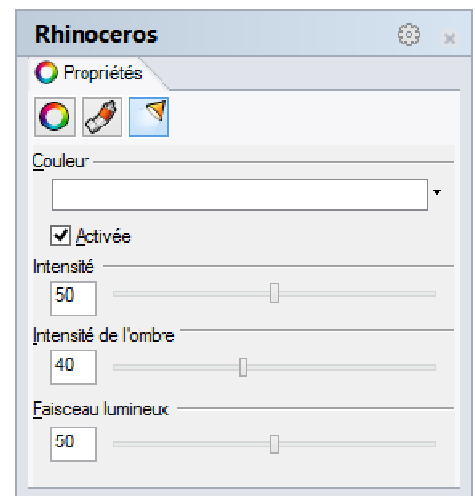 Rhinoceros
Propriétés
Couleur
Activée
Intensité
50
Intensité de l'ombre
40
Faisceau lumineux
50